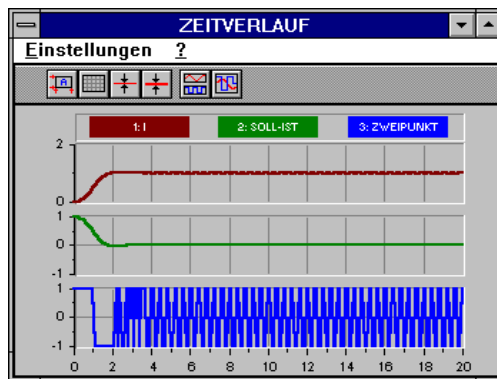 ZEITVERLAUF
Einstellungen ?
A
1: I 2: SOLL-IST 3: ZWEIPUNKT
2
0
1
0
-1
1
0
-1
0 2 4 6 8 10 12 14 16 18 20